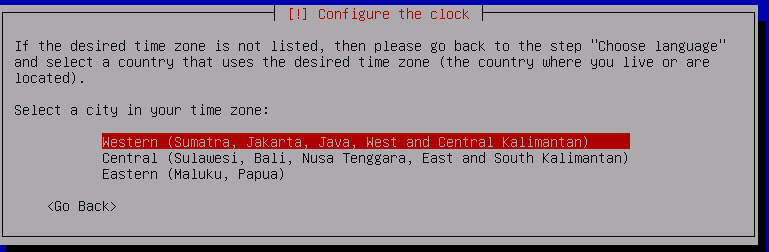 [!] Configure the clock
If the desired time zone is not listed, then please go back to the step "Choose language"
and select a country that uses the desired time zone (the country where you live or are
located).
Select a city in your time zone:
Western (Sumatra, Jakarta, Java, West and Central Kalimantan)
Central (Sulawesi, Bali, Nusa Tenggara, East and South Kalimantan)
Eastern (Maluku, Papua)
<Go Back>